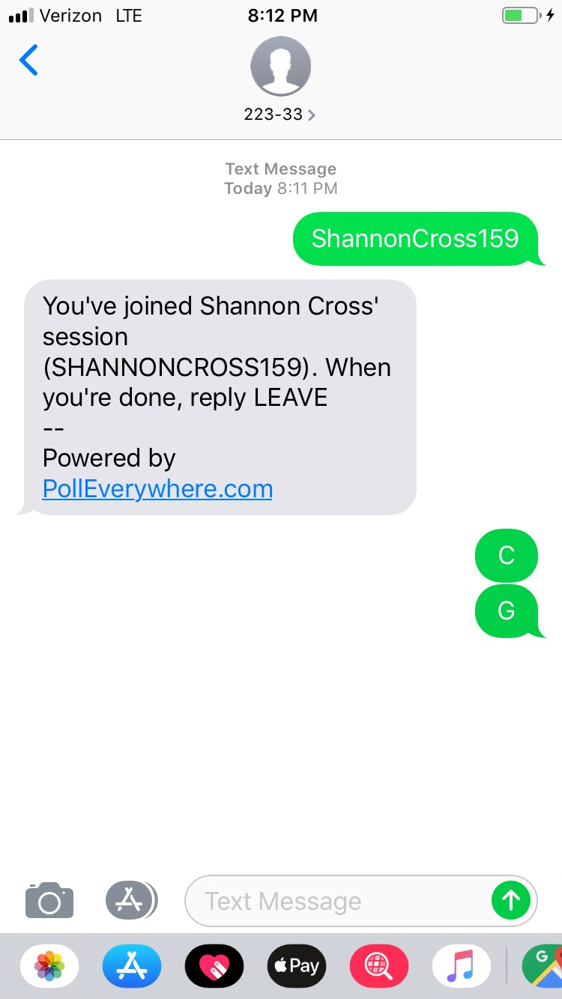 Verizon LTE 8:12 PM
223-33
Text Message
Today 8:11 PM
ShannonCross159
You've joined Shannon Cross'
session
(SHANNONCROSS159). When
you're done, reply LEAVE
--
Powered by
PollEverywhere.com
C
G
Text Message
Pay
G